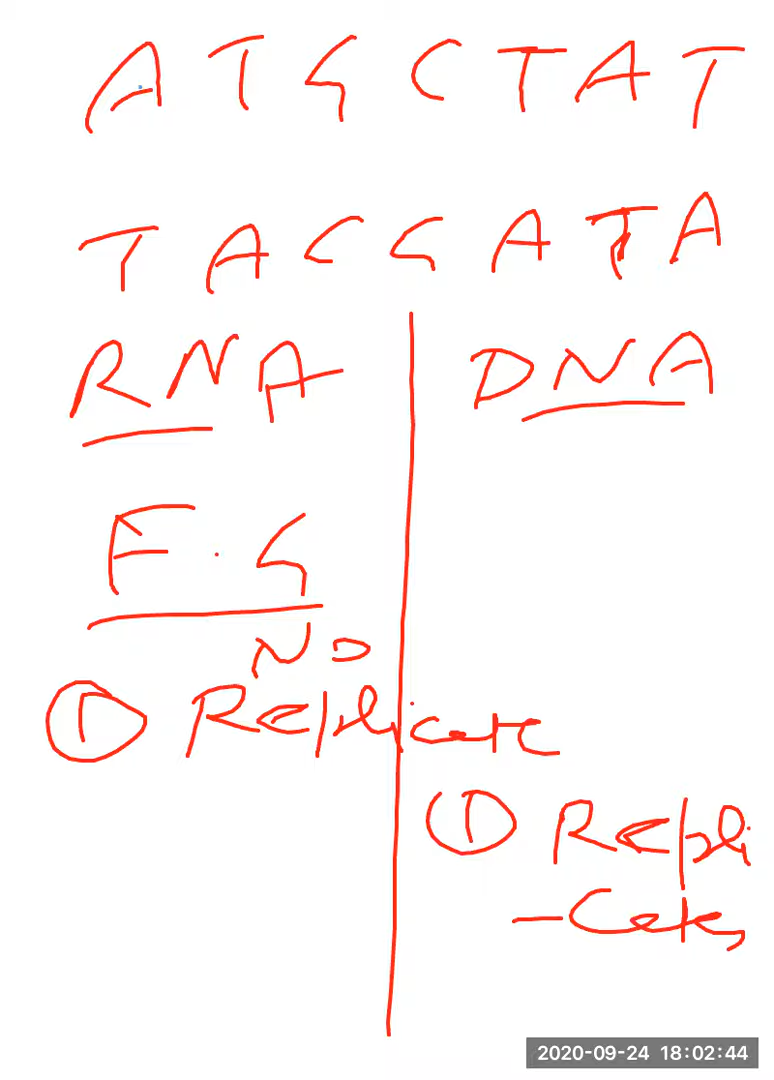 A T G C T A T
T A C G A T A
RNA
DNA
F.G
NO
① Replicate
① Repli
-cates
2020-09-24 18:02:44